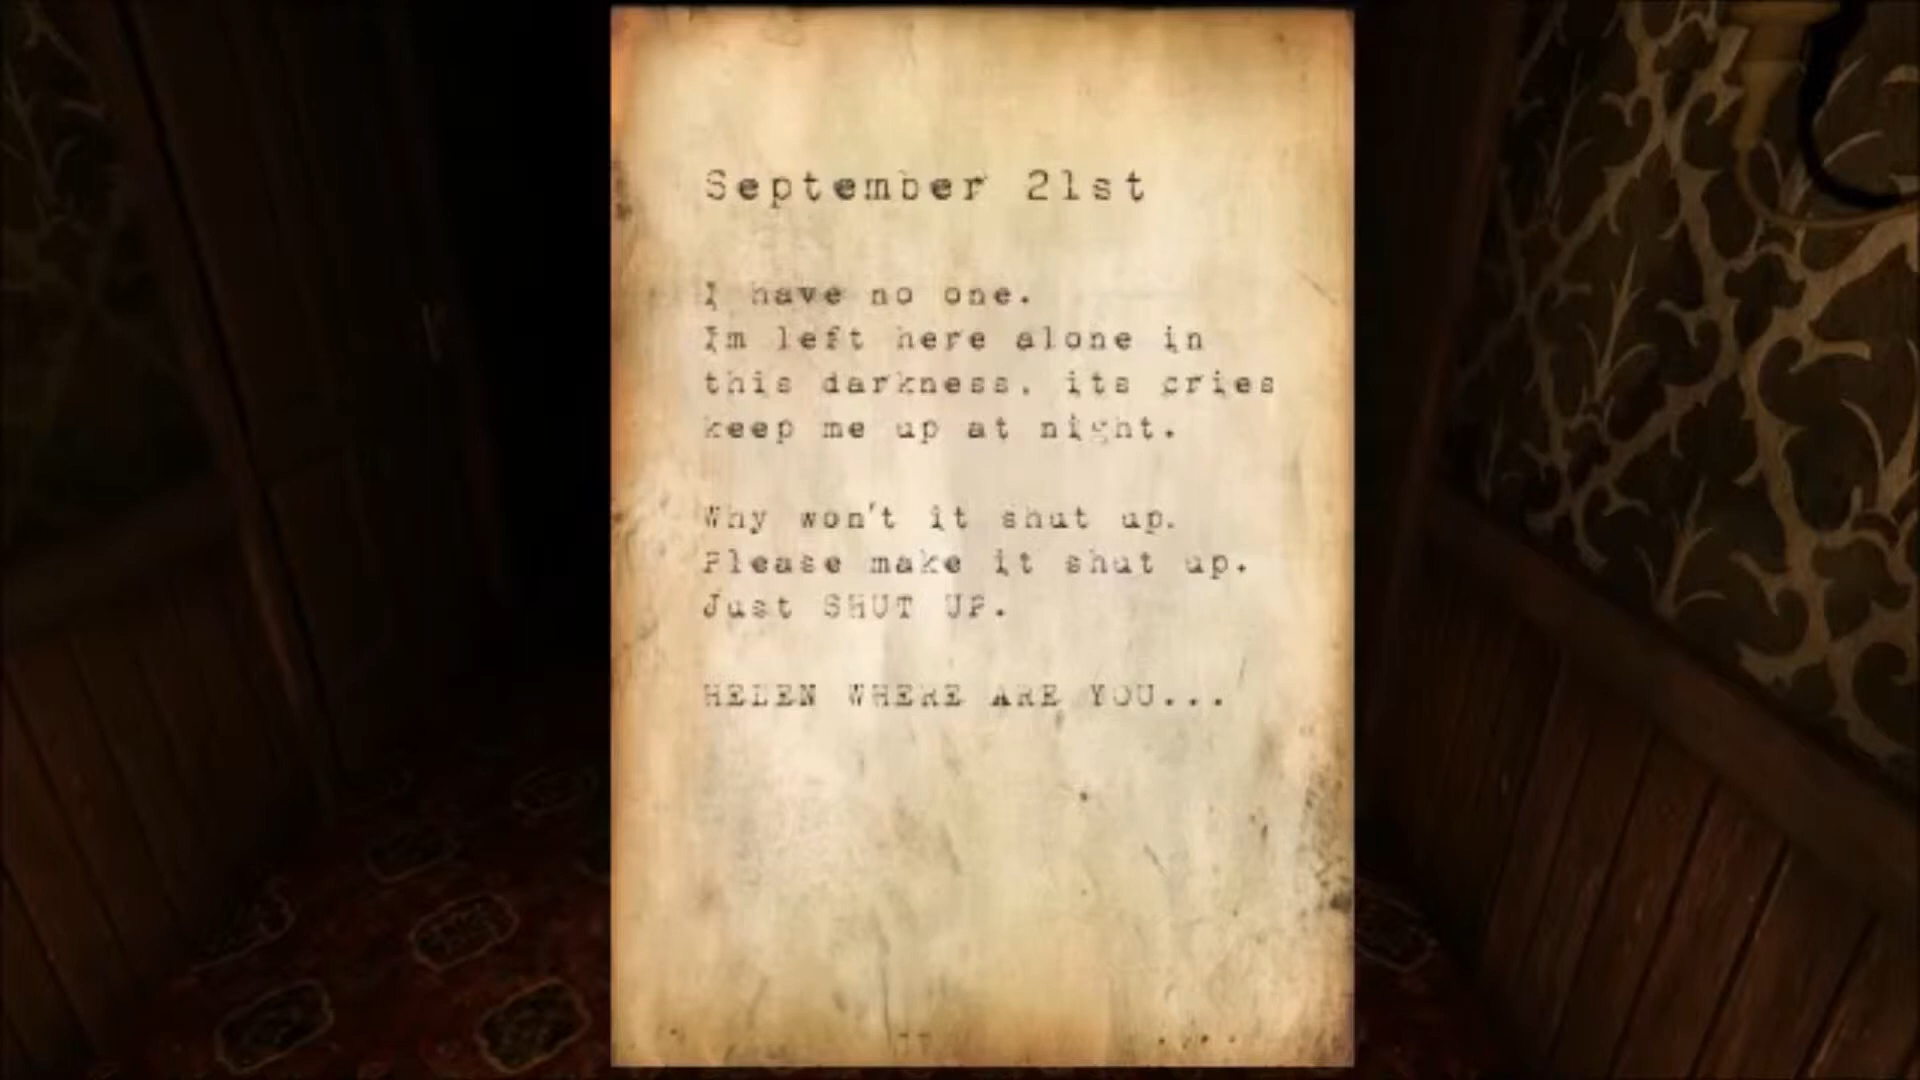 September 21st
I have no one.
Im left here alone in
this darkness. its cries
keep me up at night.
Why won't it shut up.
Please make it shut up.
Just SHUT UP.
HELEN WHERE ARE YOU...